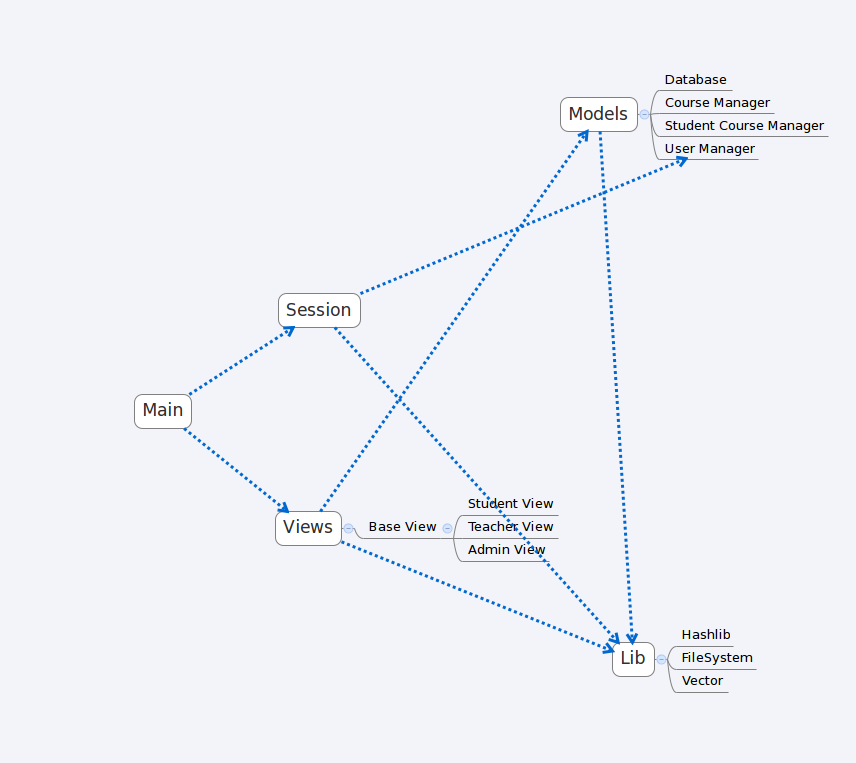 Database
Models
Course Manager
Student Course Manager
User Manager
Session
Main
Student View
Views
Base View
Teacher View
Admin View
Hashlib
Lib
FileSystem
Vector